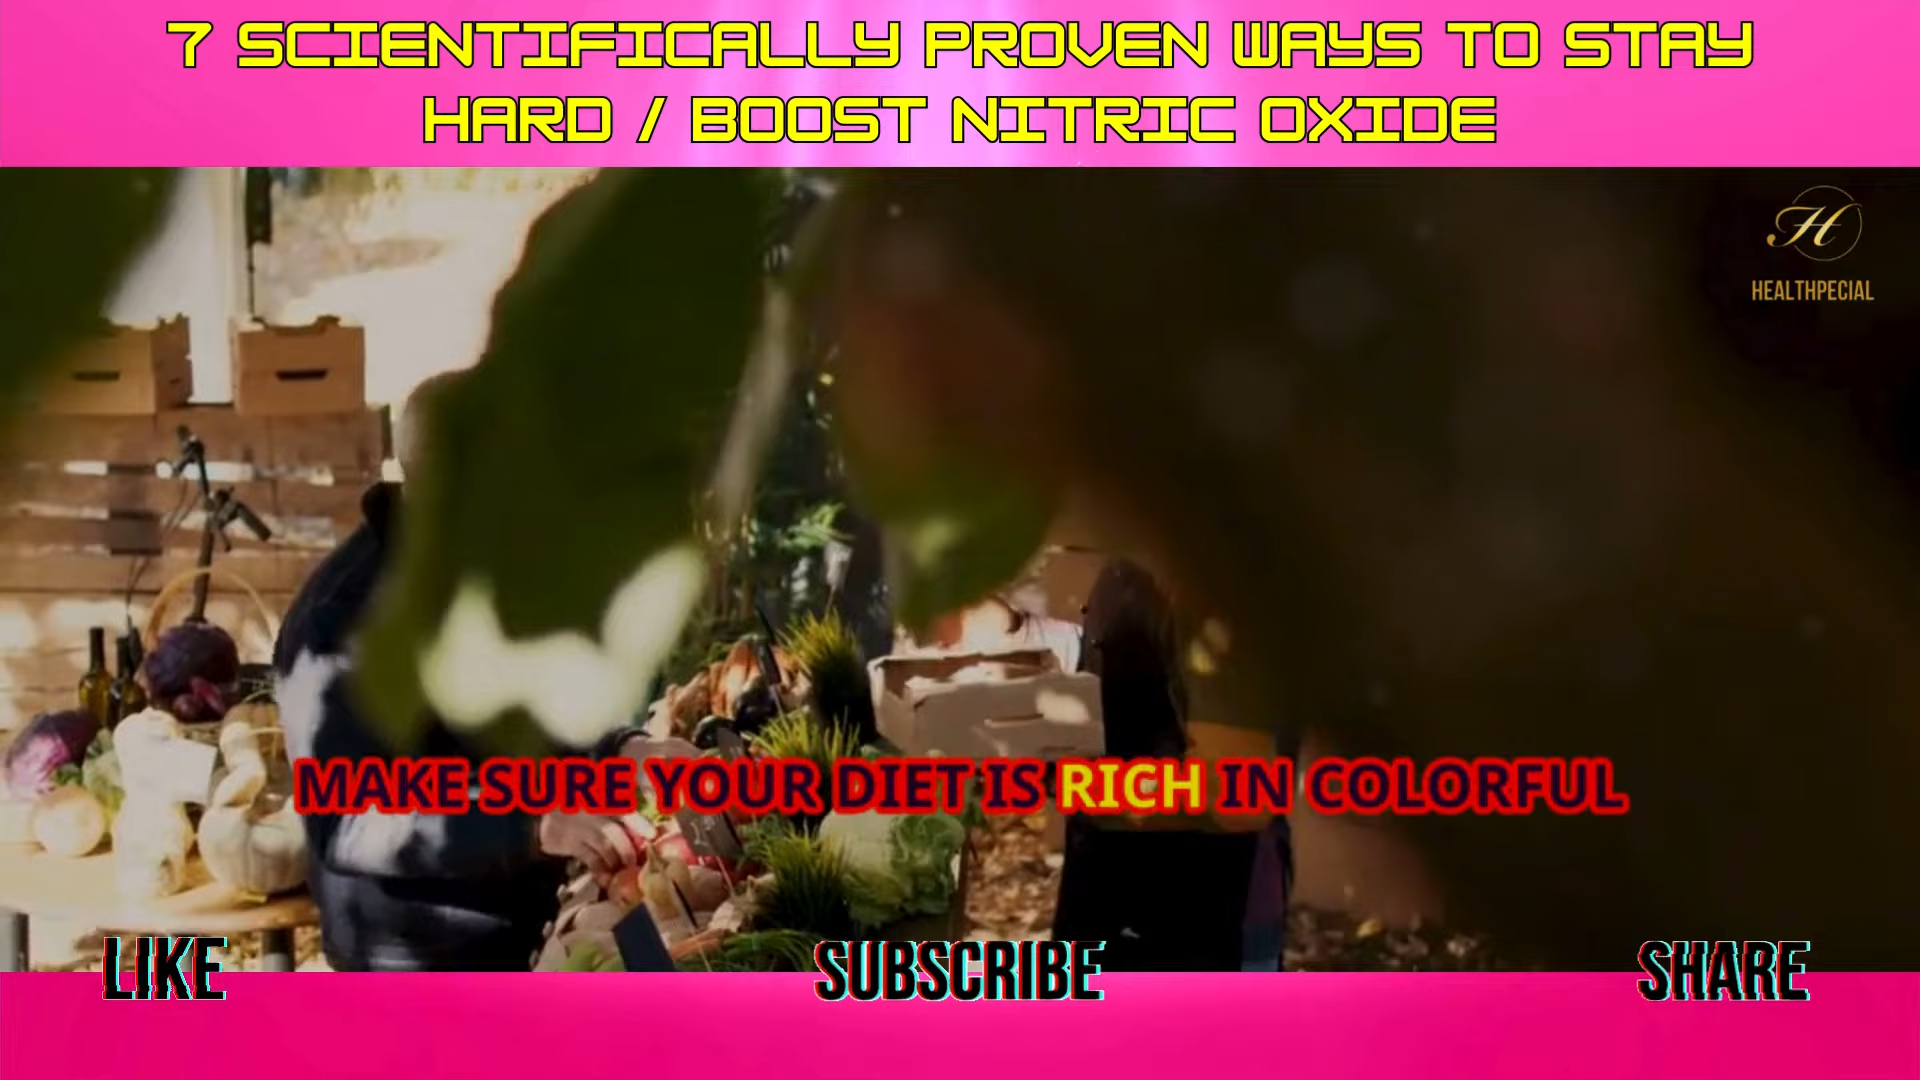 7 SCIENTIFICALLY PROVEN WAYS TO STAY
HARD / BOOST NITRIC OXIDE
H
HEALTHPECIAL
MAKE SURE YOUR DIET IS RICH IN COLORFUL
LIKE
SUBSCRIBE
SHARE